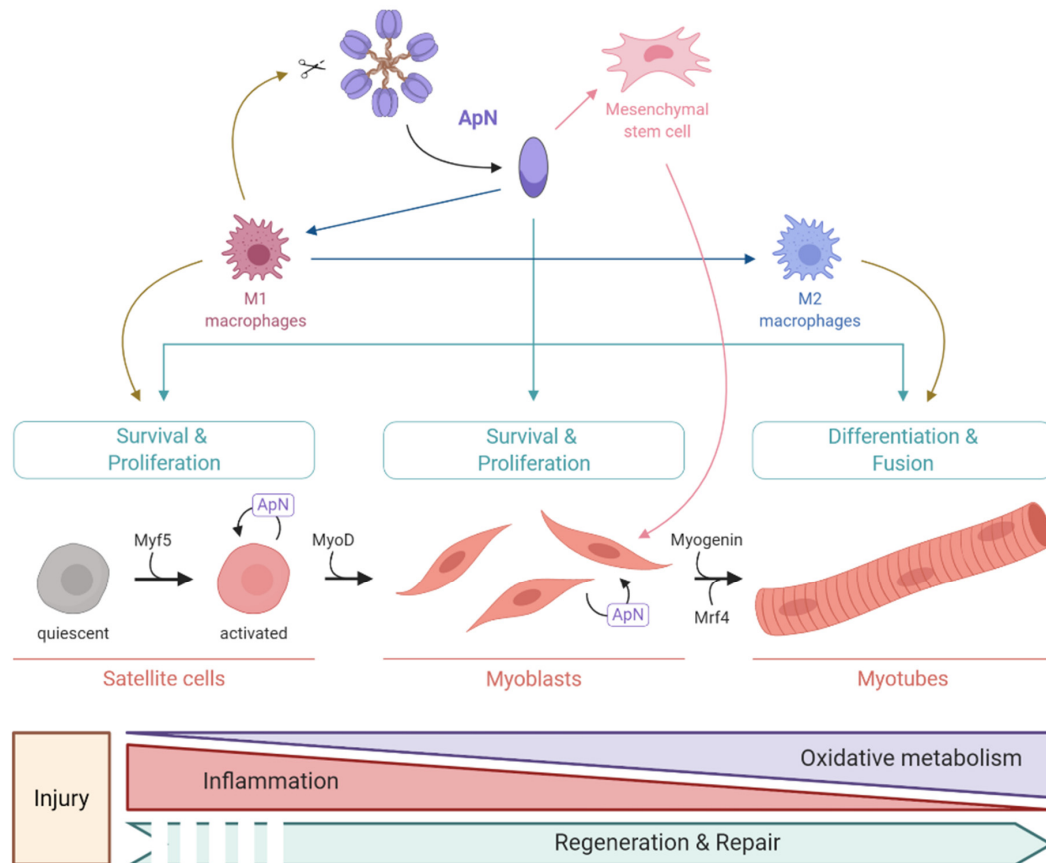 ApN
Mesenchymal
stem cell
M1
macrophages
M2
macrophages
Survival &
Proliferation
Survival &
Proliferation
Differentiation &
Fusion
ApN
Myf5
MyoD
Myogenin
ApN
Mrf4
quiescent
activated
Satellite cells
Myoblasts
Myotubes
Injury
Oxidative metabolism
Inflammation
Regeneration & Repair